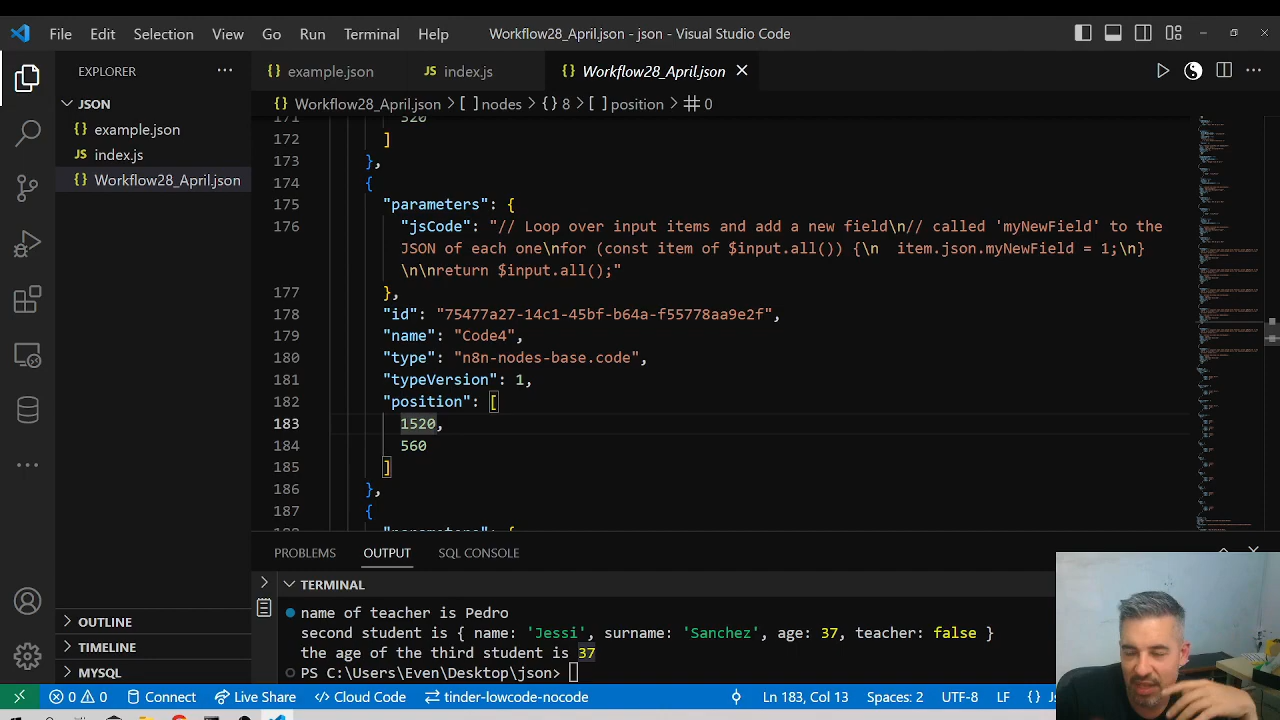 File Edit Selection View Go Run Terminal Help Workflow28_April.json - json - Visual Studio Code
EXPLORER
{} example.json {} index.js {} Workflow28_April.json
{} Workflow28_April.json > [ ] nodes > {} 8 > [ ] position > # 0
JSON
{} example.json
{} index.js
{} Workflow28_April.json
171 320
172 ]
173 },
174 {
175 "parameters": {
176 "jsCode": "// Loop over input items and add a new field\n// called 'myNewField' to the
JSON of each one\nfor (const item of $input.all()) {\n  item.json.myNewField = 1;\n}
\n\nreturn $input.all();"
177 },
178 "id": "75477a27-14c1-45bf-b64a-f55778aa9e2f",
179 "name": "Code4",
180 "type": "n8n-nodes-base.code",
181 "typeVersion": 1,
182 "position": [
183 1520,
184 560
185 ]
186 },
187 {
"parameters": {
OUTLINE
TIMELINE
MYSQL
PROBLEMS OUTPUT SQL CONSOLE
TERMINAL
name of teacher is Pedro
second student is { name: 'Jessi', surname: 'Sanchez', age: 37, teacher: false }
the age of the third student is 37
PS C:\Users\Even\Desktop\json>
0 0 Connect Live Share Cloud Code tinder-lowcode-nocode Ln 183, Col 13 Spaces: 2 UTF-8 LF {}